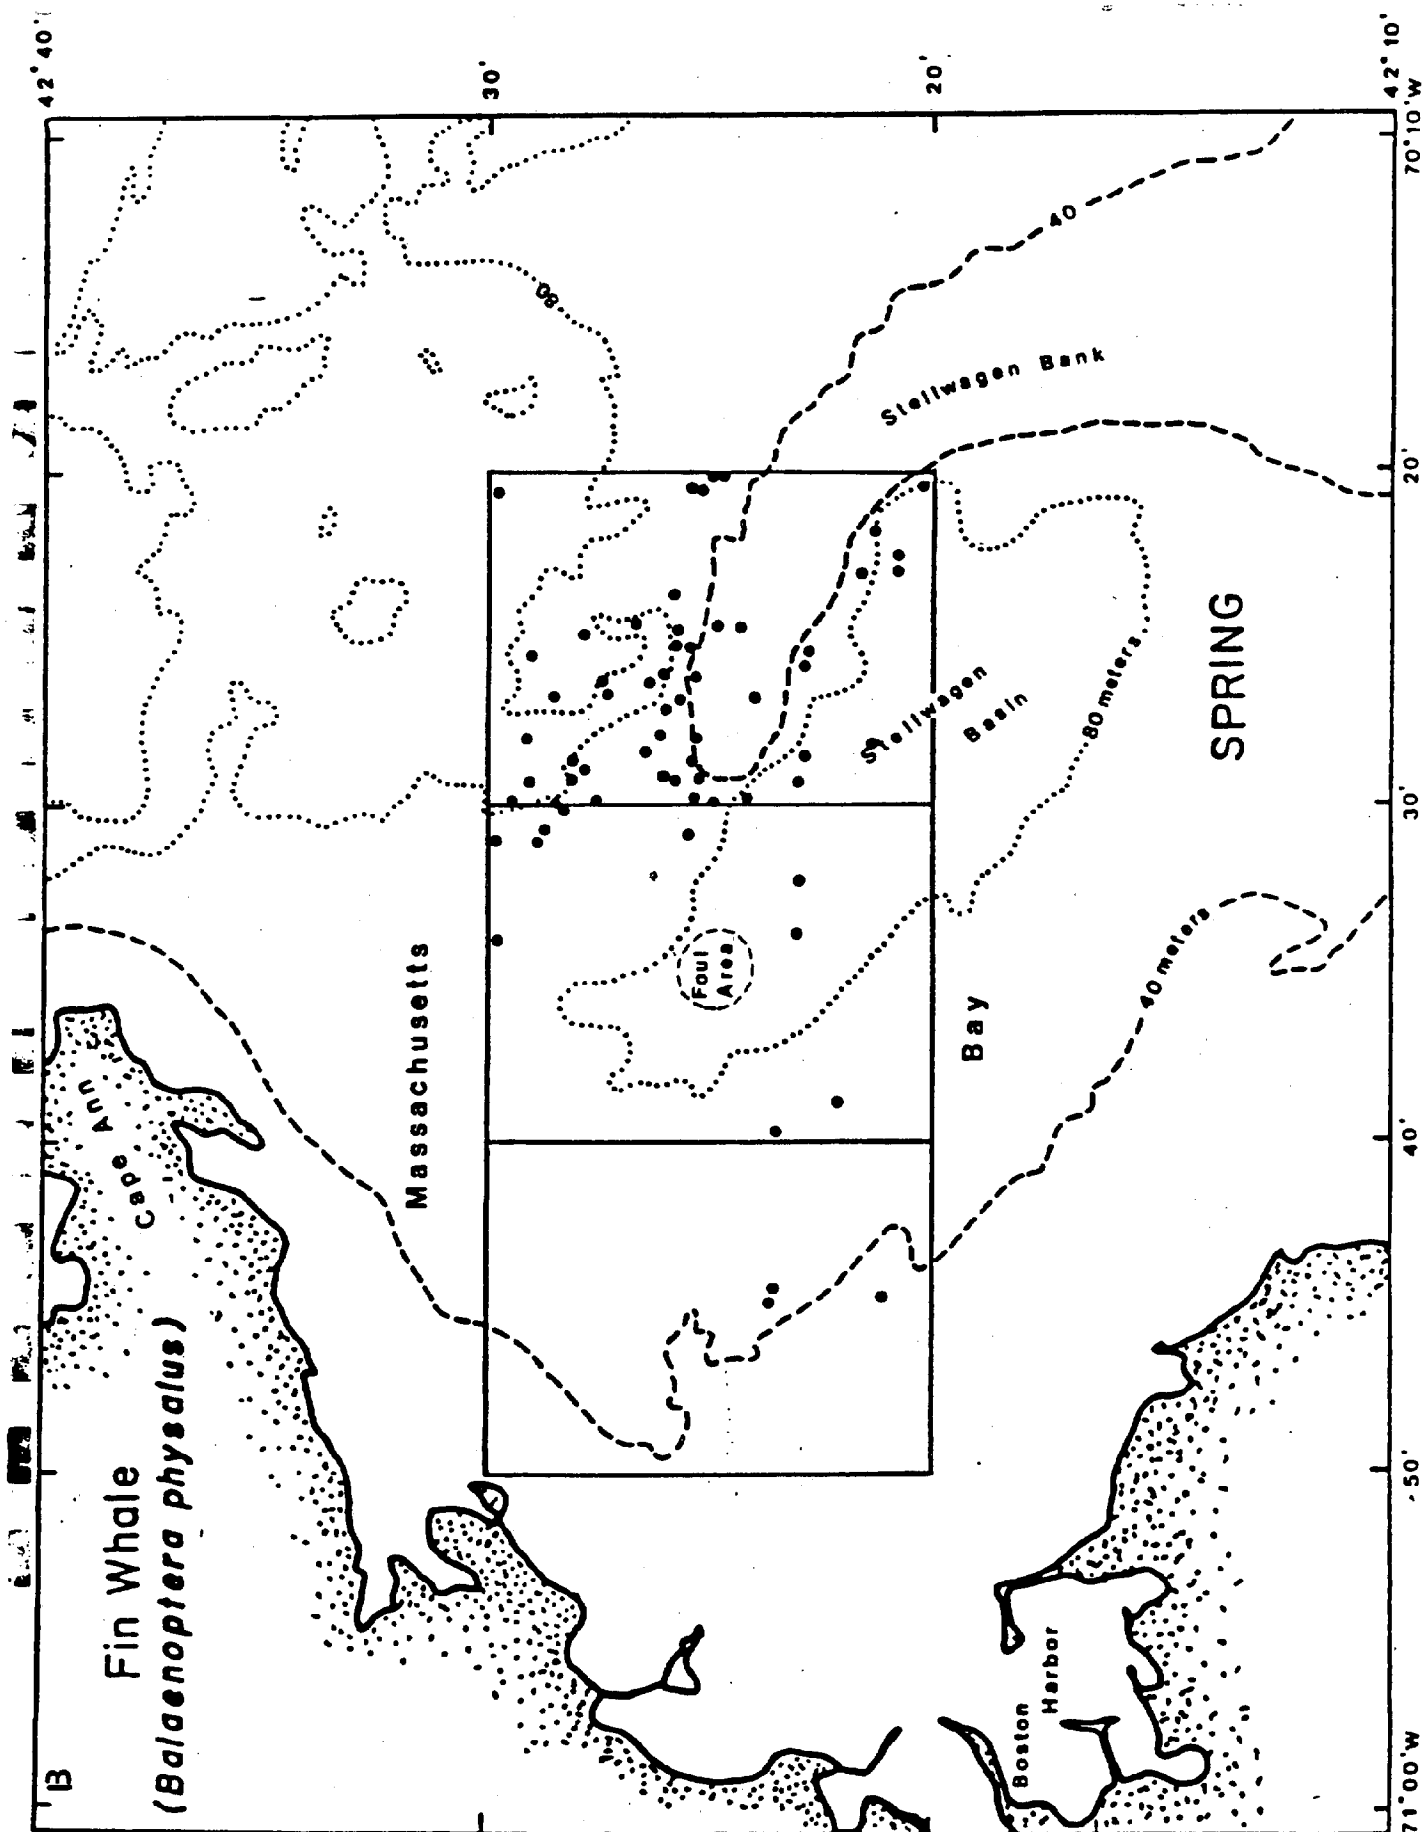 B
Fin Whale
(Balaenoptera physalus)
Cape Ann
Massachusetts
Bay
Foul
Area
Stellwagen
Basin
Stellwagen Bank
Boston
Harbor
SPRING
40 meters
80 meters
40
80
42°40'
30'
20'
42°10'
71°00'W
50'
40'
30'
20'
70°10'W